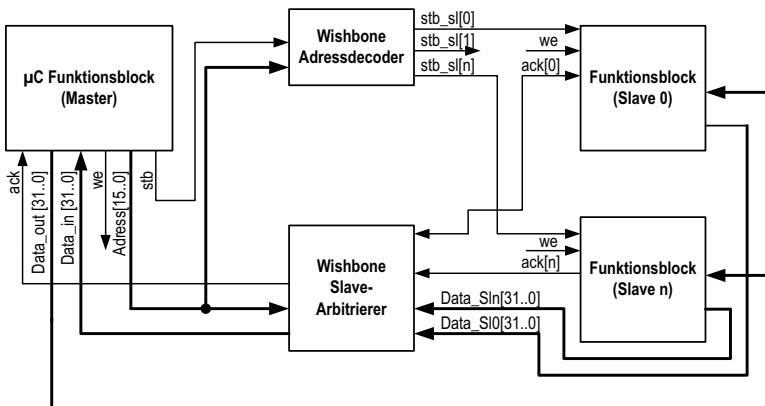 µC Funktionsblock
(Master)
ack
Data_out [31..0]
Data_in [31..0]
we
Adress[15..0]
stb
Wishbone
Adressdecoder
stb_sl[0]
stb_sl[1]
stb_sl[n]
we
ack[0]
Funktionsblock
(Slave 0)
Wishbone
Slave-
Arbitrierer
we
ack[n]
Data_Sln[31..0]
Data_Sl0[31..0]
Funktionsblock
(Slave n)